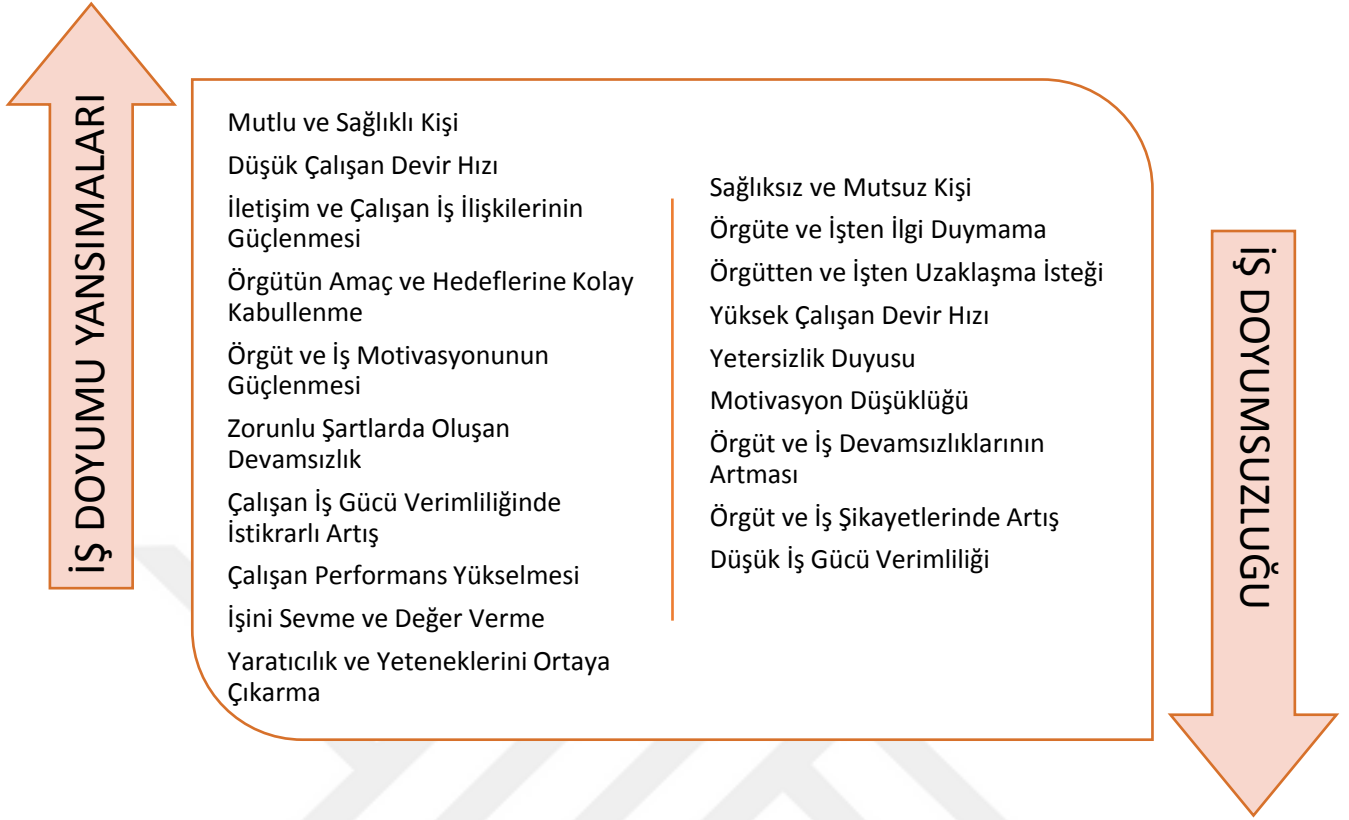 İŞ DOYUMU YANSIMALARI
Mutlu ve Sağlıklı Kişi
Düşük Çalışan Devir Hızı
İletişim ve Çalışan İş İlişkilerinin
Güçlenmesi
Örgütün Amaç ve Hedeflerine Kolay
Kabullenme
Örgüt ve İş Motivasyonunun
Güçlenmesi
Zorunlu Şartlarda Oluşan
Devamsızlık
Çalışan İş Gücü Verimliliğinde
İstikrarlı Artış
Çalışan Performans Yükselmesi
İşini Sevme ve Değer Verme
Yaratıcılık ve Yeteneklerini Ortaya
Çıkarma
Sağlıksız ve Mutsuz Kişi
Örgüte ve İşten İlgi Duymama
Örgütten ve İşten Uzaklaşma İsteği
Yüksek Çalışan Devir Hızı
Yetersizlik Duyusu
Motivasyon Düşüklüğü
Örgüt ve İş Devamsızlıklarının
Artması
Örgüt ve İş Şikayetlerinde Artış
Düşük İş Gücü Verimliliği
İŞ DOYUMSUZLUĞU